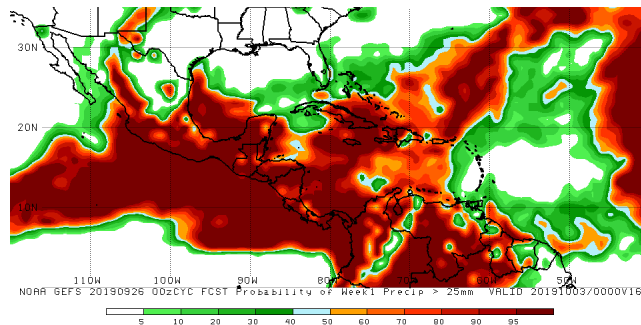 30N
20N
10N
110W 100W 90W 80W 70W 60W 50W
NOAA GEFS 20190926 00zCYC FCST Probability of Week1 Precip > 25mm VALID 20191003/0000V16
5 10 20 30 40 50 60 70 80 90 95